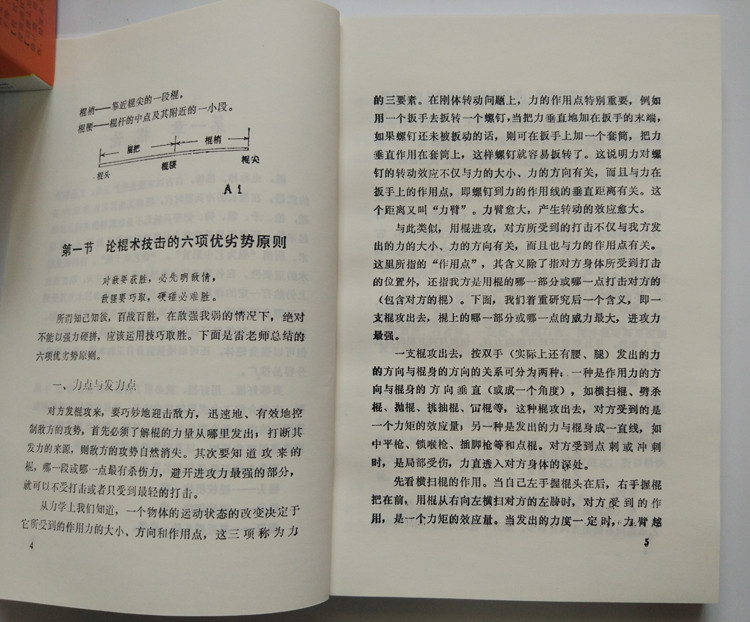 棍梢——靠近棍尖的一段棍。
棍腰——棍杆的中点及其附近的一小段。
棍把
棍梢
棍头
棍腰
棍尖
A1
第一节 论棍术技击的六项优劣势原则
对敌要获胜,必先明敌情,
敌强要巧取,硬碰必难胜。
所谓知己知彼,百战百胜,在敌强我弱的情况下,绝对
不能以强力硬拼,应该运用技巧取胜。下面是雷老师总结的
六项优劣势原则。
一、力点与发力点
对方发棍攻来,要巧妙地迎击敌方,迅速地、有效地控
制敌方的攻势,首先必须了解棍的力量从哪里发出;打断其
发力的来源,则敌方的攻势自然消失。其次要知道攻来的
棍,哪一段或哪一点最有杀伤力,避开进攻力最强的部分,
就可以不受打击或者只受到最轻的打击。
从力学上我们知道,一个物体的运动状态的改变决定于
它所受到的作用力的大小、方向和作用点,这三项称为力
4
的三要素。在刚体转动问题上,力的作用点特别重要,例如
用一个扳手去扳转一个螺钉,当把力垂直地加在扳手的末端,
如果螺钉还未被扳动的话,则可在扳手上加一个套筒,把力
垂直作用在套筒上,这样螺钉就容易扳转了。这说明力对螺
钉的转动效应不仅与力的大小、力的方向有关,而且与力在
扳手上的作用点,即螺钉到力的作用线的垂直距离有关。这
个距离又叫“力臂”。力臂愈大,产生转动的效应愈大。
与此类似,用棍进攻,对方所受到的打击不仅与我方发
出的力的大小、力的方向有关,而且也与力的作用点有关。
这里所指的“作用点”,其含义除了指对方身体所受到打击
的位置外,还指我方是用棍的哪一部分或哪一点打击对方的
(包含对方的棍)。下面,我们着重研究后一个含义,即一
支棍攻出去,棍上的哪一部分或哪一点的威力最大,进攻力
最强。
一支棍攻出去,按双手(实际上还有腰、腿)发出的力
的方向与棍身的方向的关系可分为两种:一种是作用力的方
向与棍身的方向垂直(或成一个角度),如横扫棍、劈杀
棍、抛棍、挑抽棍、冚棍等,这种棍攻出去,对方受到的是
一个力矩的效应量;另一种是发出的力与棍身成一直线,如
中平枪、锁喉枪、插脚枪等和点棍。对方受到点刺或冲刺
时,是局部受伤,力直透入对方身体的深处。
先看横扫棍的作用。当自己左手握棍头在后,右手握棍
把在前,用棍从右向左横扫对方的左胁时,对方受到的作
用,是一个力矩的效应量。当发出的力度一定时,力臂越
5